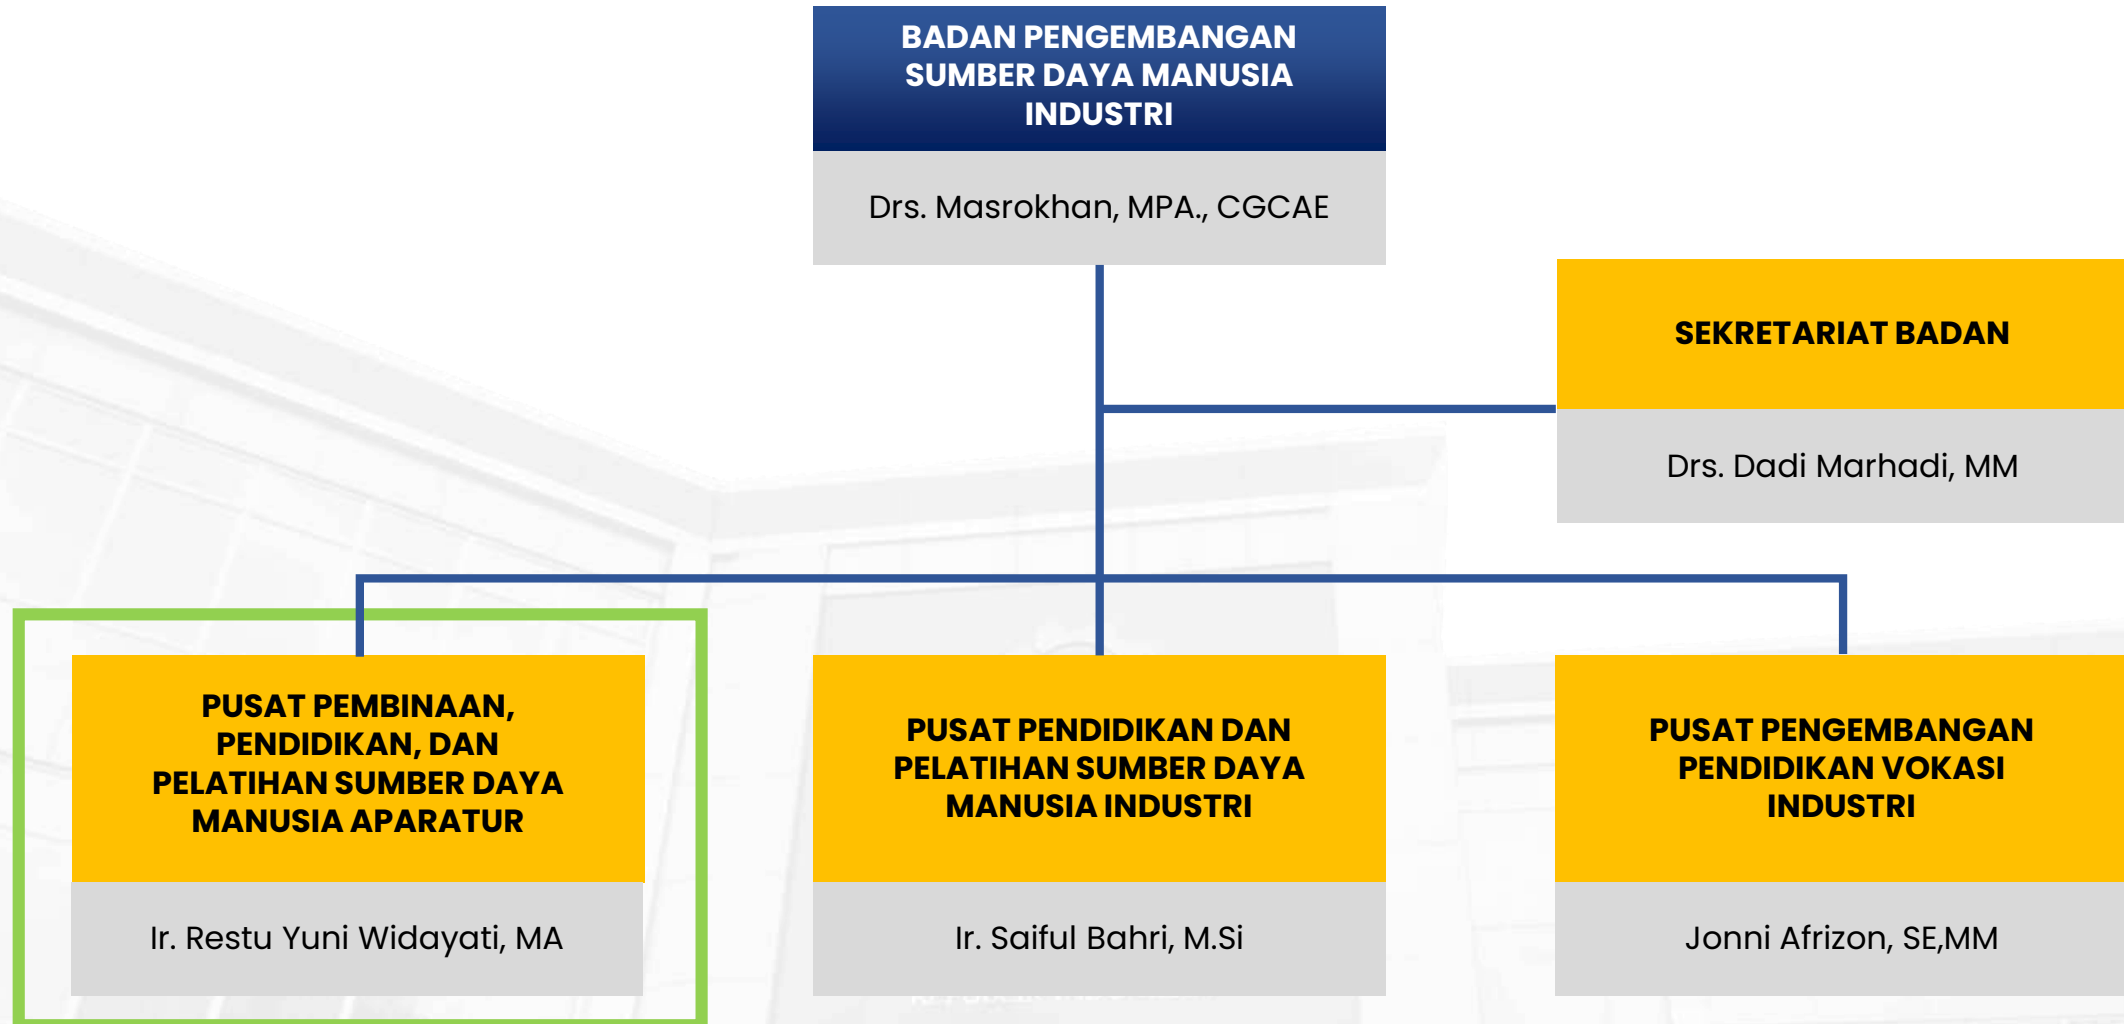 BADAN PENGEMBANGAN
SUMBER DAYA MANUSIA
INDUSTRI
Drs. Masrokhan, MPA., CGCAE
SEKRETARIAT BADAN
Drs. Dadi Marhadi, MM
PUSAT PEMBINAAN,
PENDIDIKAN, DAN
PELATIHAN SUMBER DAYA
MANUSIA APARATUR
Ir. Restu Yuni Widayati, MA
PUSAT PENDIDIKAN DAN
PELATIHAN SUMBER DAYA
MANUSIA INDUSTRI
Ir. Saiful Bahri, M.Si
PUSAT PENGEMBANGAN
PENDIDIKAN VOKASI
INDUSTRI
Jonni Afrizon, SE,MM